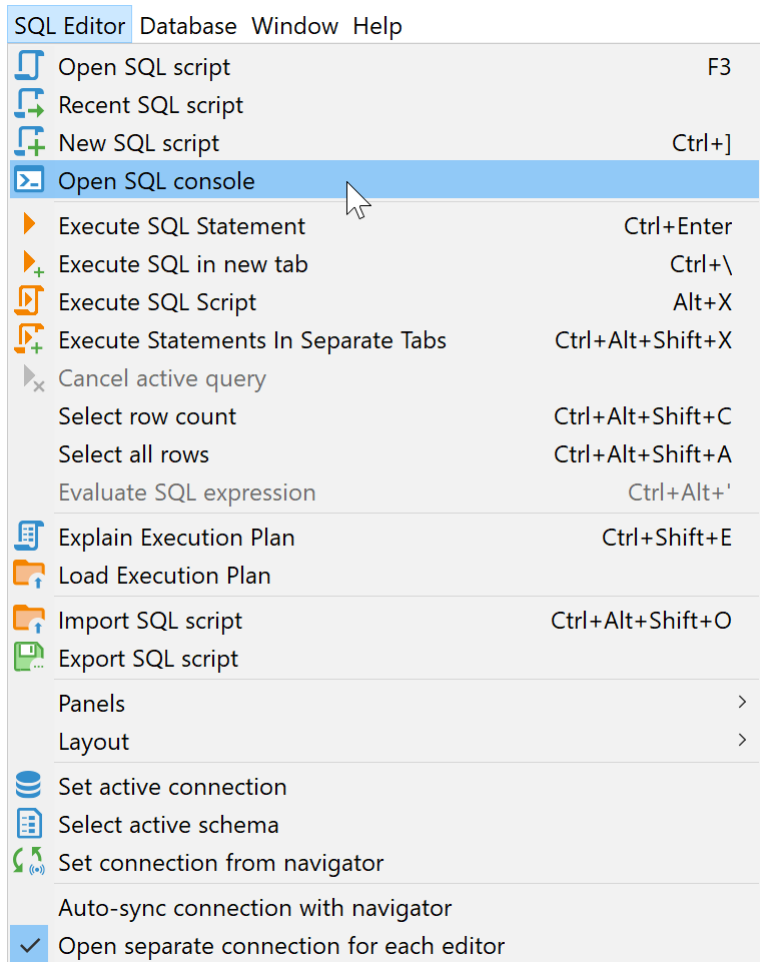 SQL Editor Database Window Help
Open SQL script F3
Recent SQL script
New SQL script Ctrl+]
Open SQL console
Execute SQL Statement Ctrl+Enter
Execute SQL in new tab Ctrl+\
Execute SQL Script Alt+X
Execute Statements In Separate Tabs Ctrl+Alt+Shift+X
Cancel active query
Select row count Ctrl+Alt+Shift+C
Select all rows Ctrl+Alt+Shift+A
Evaluate SQL expression Ctrl+Alt+'
Explain Execution Plan Ctrl+Shift+E
Load Execution Plan
Import SQL script Ctrl+Alt+Shift+O
Export SQL script
Panels
Layout
Set active connection
Select active schema
Set connection from navigator
Auto-sync connection with navigator
Open separate connection for each editor